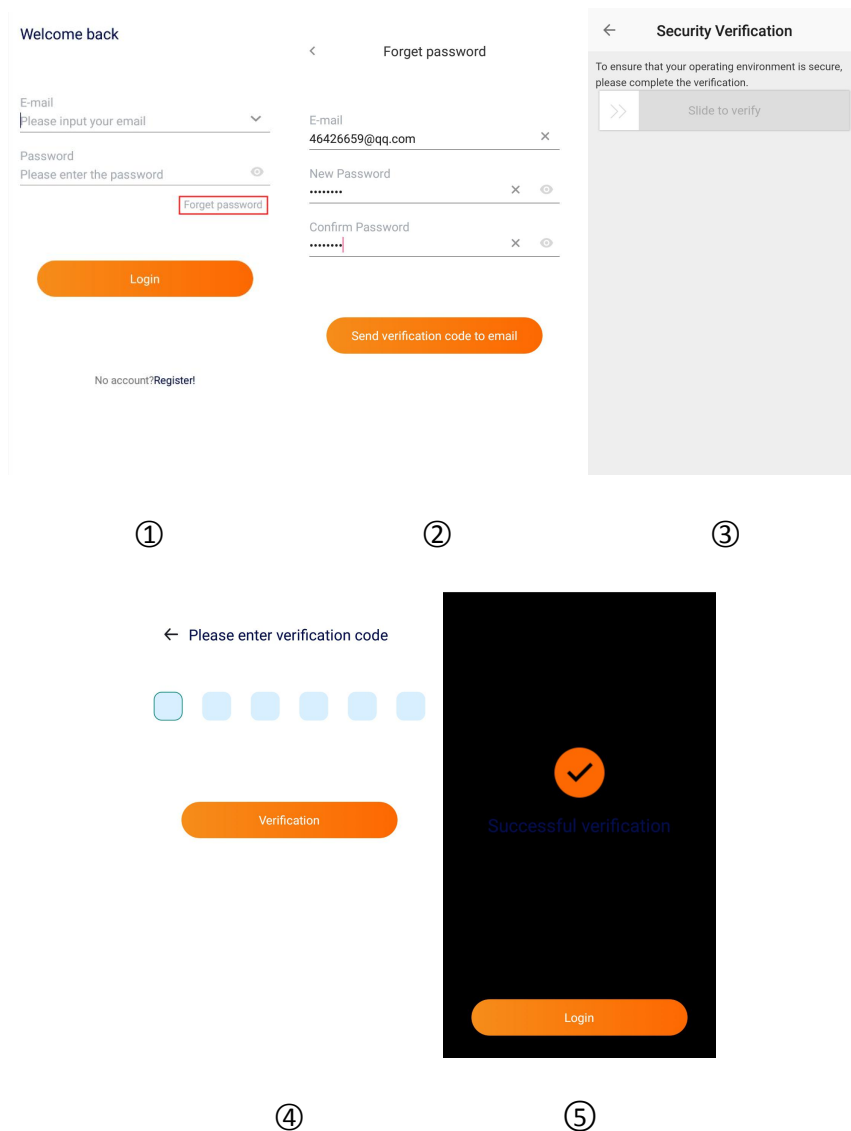 Welcome back
E-mail
Please input your email
Password
Please enter the password
Forget password
Login
No account?Register!
Forget password
E-mail
46426659@qq.com
New Password
••••••••
Confirm Password
••••••••
Send verification code to email
Security Verification
To ensure that your operating environment is secure,
please complete the verification.
Slide to verify
① ② ③
Please enter verification code
Verification
Successful verification
Login
④ ⑤